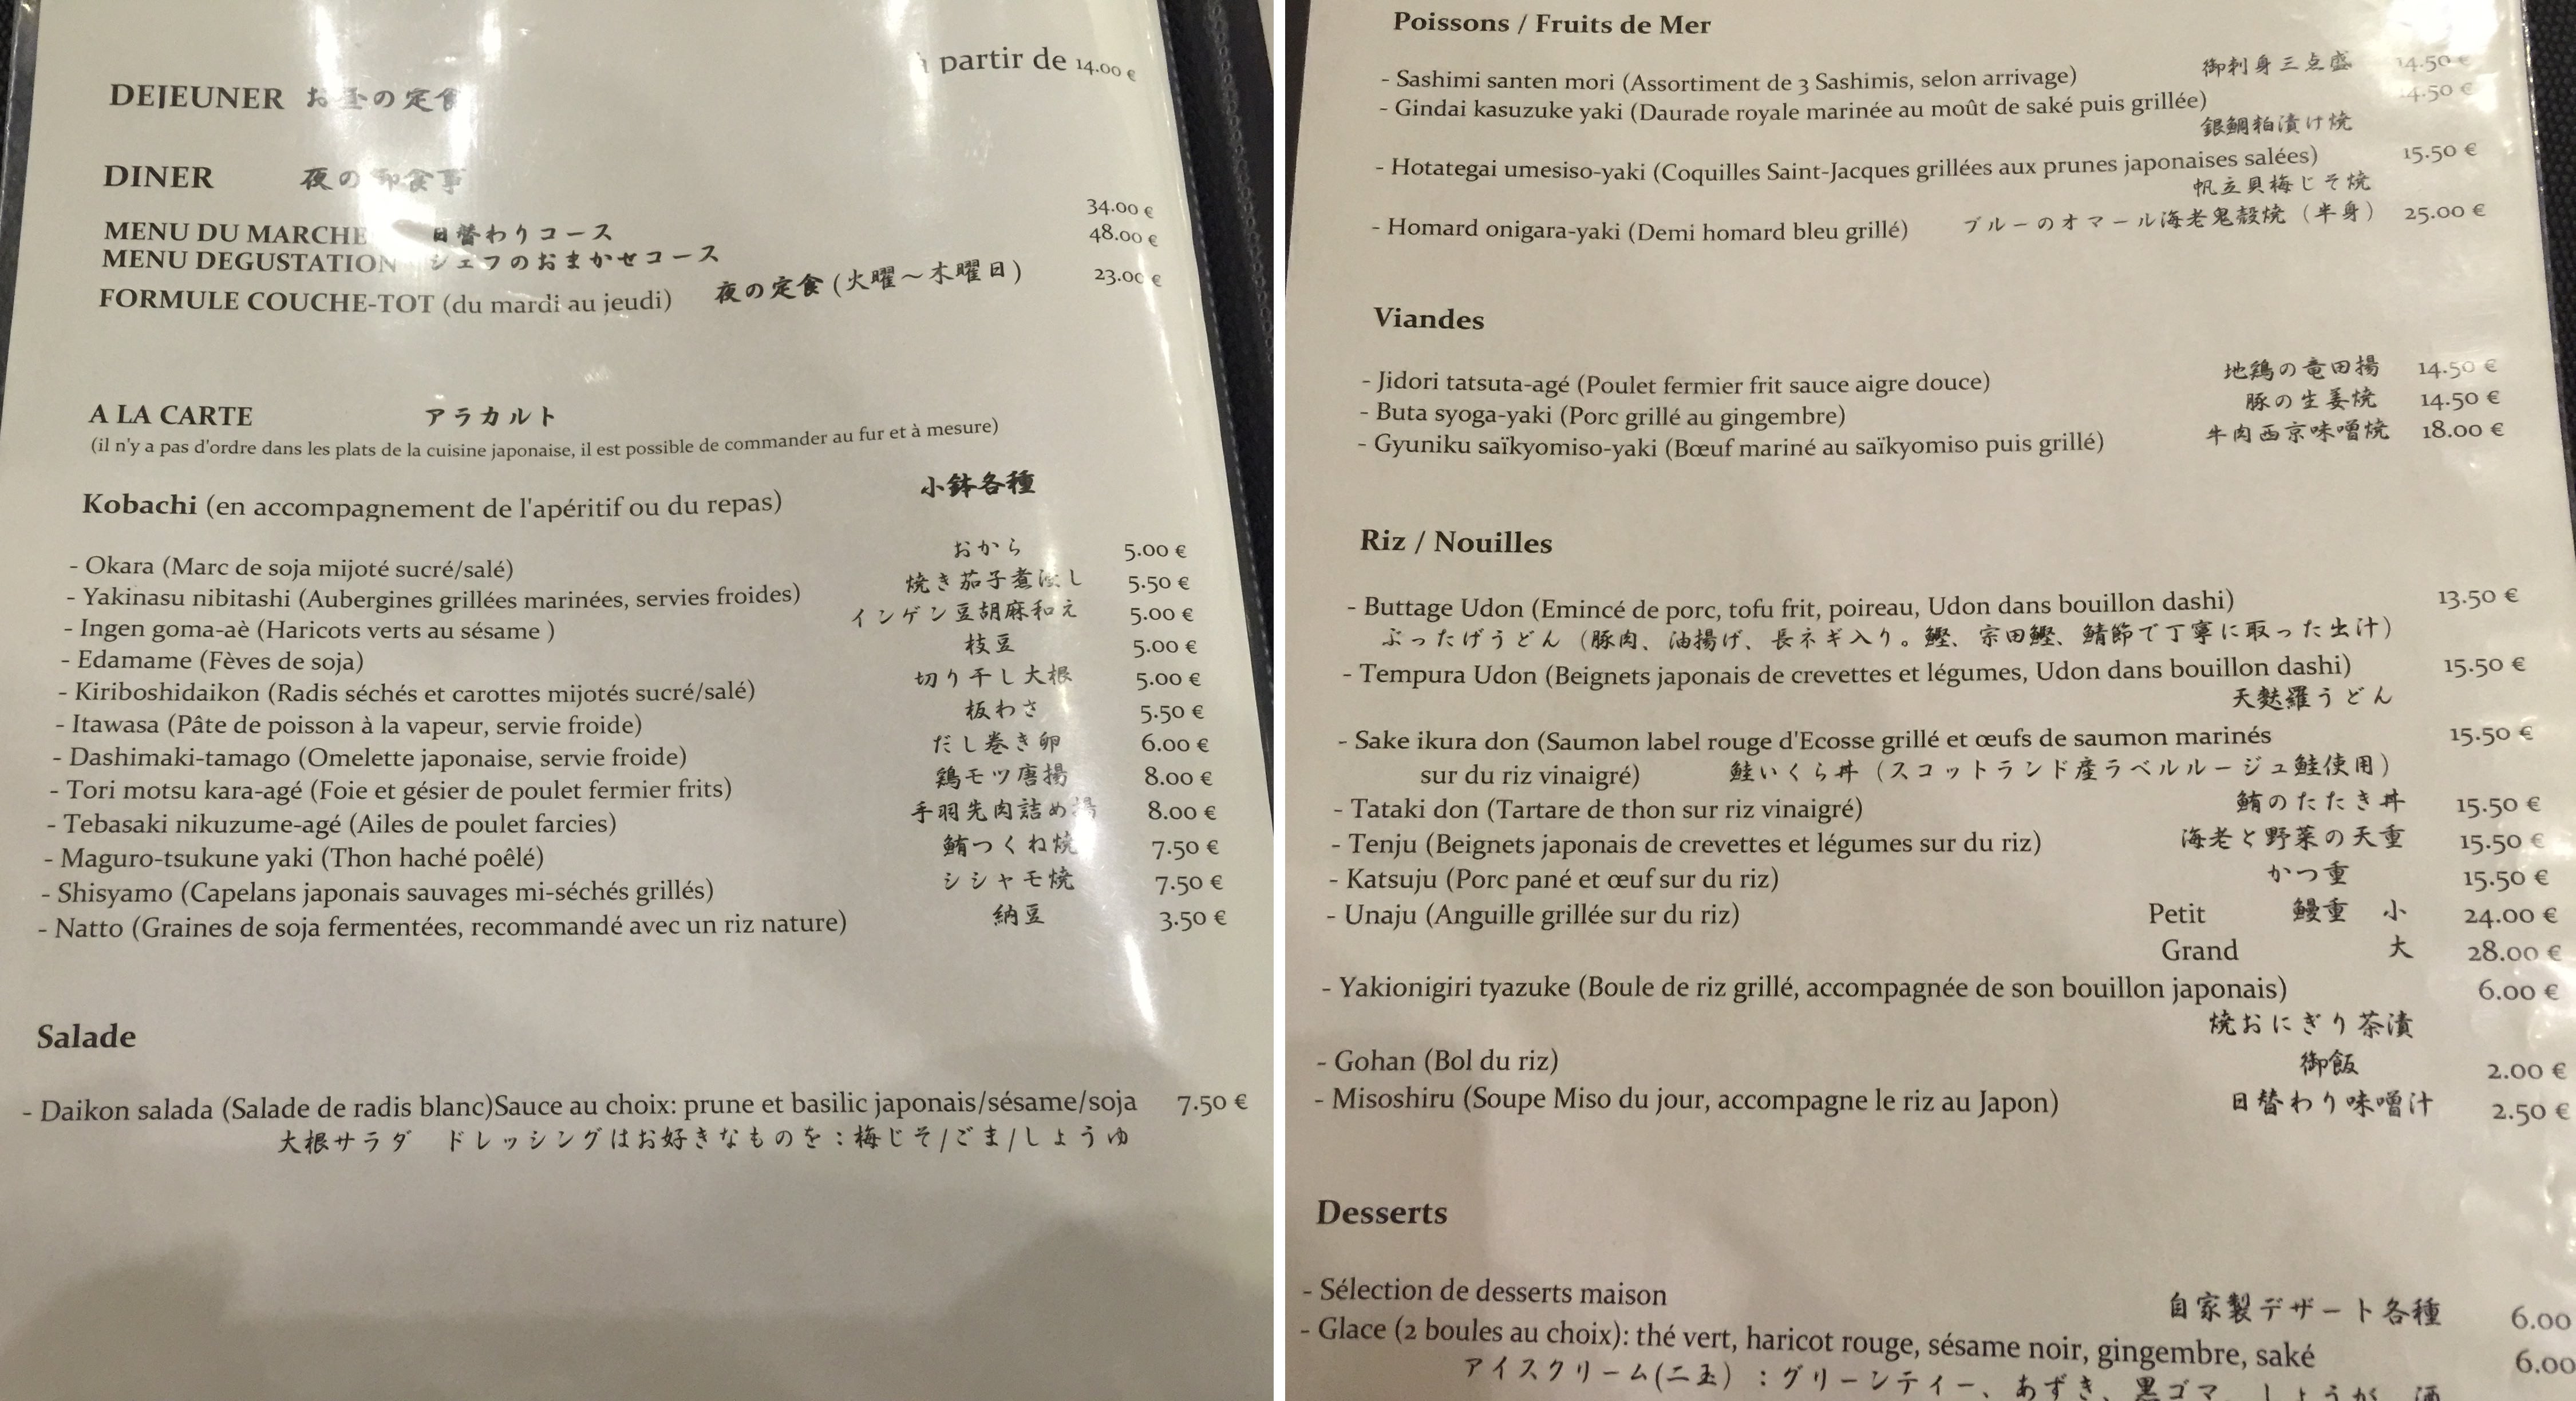 à partir de 14.00 €
DEJEUNER お昼の定食
DINER 夜の御食事
MENU DU MARCHE 日替わりコース 34.00 €
MENU DEGUSTATION シェフのおまかせコース 48.00 €
FORMULE COUCHE-TOT (du mardi au jeudi) 夜の定食 (火曜～木曜日) 23.00 €
A LA CARTE アラカルト
(il n'y a pas d'ordre dans les plats de la cuisine japonaise, il est possible de commander au fur et à mesure)
Kobachi (en accompagnement de l'apéritif ou du repas) 小鉢各種
- Okara (Marc de soja mijoté sucré/salé) おから 5.00 €
- Yakinasu nibitashi (Aubergines grillées marinées, servies froides) 焼き茄子煮浸し 5.50 €
- Ingen goma-aè (Haricots verts au sésame ) インゲン豆胡麻和え 5.00 €
- Edamame (Fèves de soja) 枝豆 5.00 €
- Kiriboshidaikon (Radis séchés et carottes mijotés sucré/salé) 切り干し大根 5.00 €
- Itawasa (Pâte de poisson à la vapeur, servie froide) 板わさ 5.50 €
- Dashimaki-tamago (Omelette japonaise, servie froide) だし巻き卵 6.00 €
- Tori motsu kara-agé (Foie et gésier de poulet fermier frits) 鶏モツ唐揚 8.00 €
- Tebasaki nikuzume-agé (Ailes de poulet farcies) 手羽先肉詰め揚 8.00 €
- Maguro-tsukune yaki (Thon haché poêlé) 鮪つくね焼 7.50 €
- Shisyamo (Capelans japonais sauvages mi-séchés grillés) シシャモ焼 7.50 €
- Natto (Graines de soja fermentées, recommandé avec un riz nature) 納豆 3.50 €
Salade
- Daikon salada (Salade de radis blanc)Sauce au choix: prune et basilic japonais/sésame/soja 7.50 €
大根サラダ ドレッシングはお好きなものを：梅じそ/ごま/しょうゆ
Poissons / Fruits de Mer
- Sashimi santen mori (Assortiment de 3 Sashimis, selon arrivage) 御刺身三点盛 14.50 €
- Gindai kasuzuke yaki (Daurade royale marinée au moût de saké puis grillée) 14.50 €
銀鯛粕漬け焼
- Hotategai umesiso-yaki (Coquilles Saint-Jacques grillées aux prunes japonaises salées) 15.50 €
帆立貝梅じそ焼
- Homard onigara-yaki (Demi homard bleu grillé) ブルーのオマール海老鬼殻焼（半身） 25.00 €
Viandes
- Jidori tatsuta-agé (Poulet fermier frit sauce aigre douce) 地鶏の竜田揚 14.50 €
- Buta syoga-yaki (Porc grillé au gingembre) 豚の生姜焼 14.50 €
- Gyuniku saïkyomiso-yaki (Bœuf mariné au saïkyomiso puis grillé) 牛肉西京味噌焼 18.00 €
Riz / Nouilles
- Buttage Udon (Emincé de porc, tofu frit, poireau, Udon dans bouillon dashi) 13.50 €
ぶったげうどん（豚肉、油揚げ、長ネギ入り。鰹、宗田鰹、鯖節で丁寧に取った出汁）
- Tempura Udon (Beignets japonais de crevettes et légumes, Udon dans bouillon dashi) 15.50 €
天麩羅うどん
- Sake ikura don (Saumon label rouge d'Ecosse grillé et œufs de saumon marinés 15.50 €
sur du riz vinaigré) 鮭いくら丼（スコットランド産ラベルルージュ鮭使用）
- Tataki don (Tartare de thon sur riz vinaigré) 鮪のたたき丼 15.50 €
- Tenju (Beignets japonais de crevettes et légumes sur du riz) 海老と野菜の天重 15.50 €
- Katsuju (Porc pané et œuf sur du riz) かつ重 15.50 €
- Unaju (Anguille grillée sur du riz) Petit 鰻重 小 24.00 €
Grand 大 28.00 €
- Yakionigiri tyazuke (Boule de riz grillé, accompagnée de son bouillon japonais) 6.00 €
焼おにぎり茶漬
- Gohan (Bol du riz) 御飯 2.00 €
- Misoshiru (Soupe Miso du jour, accompagne le riz au Japon) 日替わり味噌汁 2.50 €
Desserts
- Sélection de desserts maison 自家製デザート各種 6.00
- Glace (2 boules au choix): thé vert, haricot rouge, sésame noir, gingembre, saké 6.00
アイスクリーム(二玉）：グリーンティー、あずき、黒ゴマ、しょうが、酒